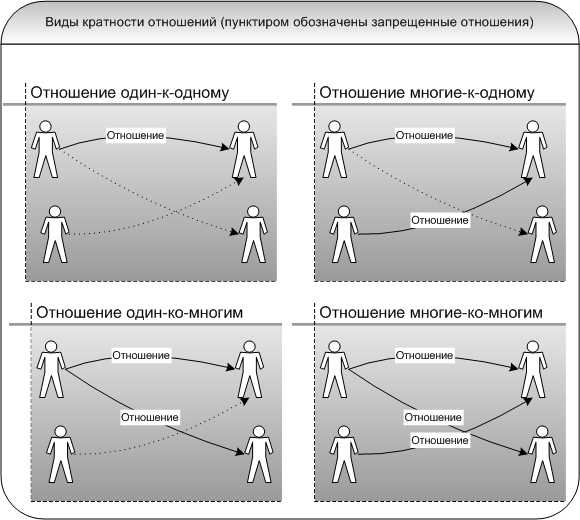 Виды кратности отношений (пунктиром обозначены запрещенные отношения)
Отношение один-к-одному
Отношение
Отношение многие-к-одному
Отношение
Отношение
Отношение один-ко-многим
Отношение
Отношение
Отношение многие-ко-многим
Отношение
Отношение
Отношение